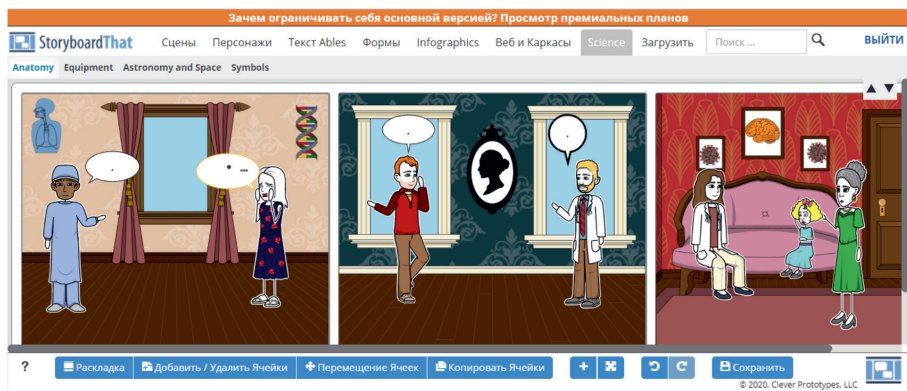 Зачем ограничивать себя основной версией? Просмотр премиальных планов
StoryboardThat Сцены Персонажи Текст Ables Формы Infographics Веб и Каркасы Science Загрузить Поиск ... ВЫЙТИ
Anatomy Equipment Astronomy and Space Symbols
? Раскладка Добавить / Удалить Ячейки Перемещение Ячеек Копировать Ячейки Сохранить
© 2020, Clever Prototypes, LLC